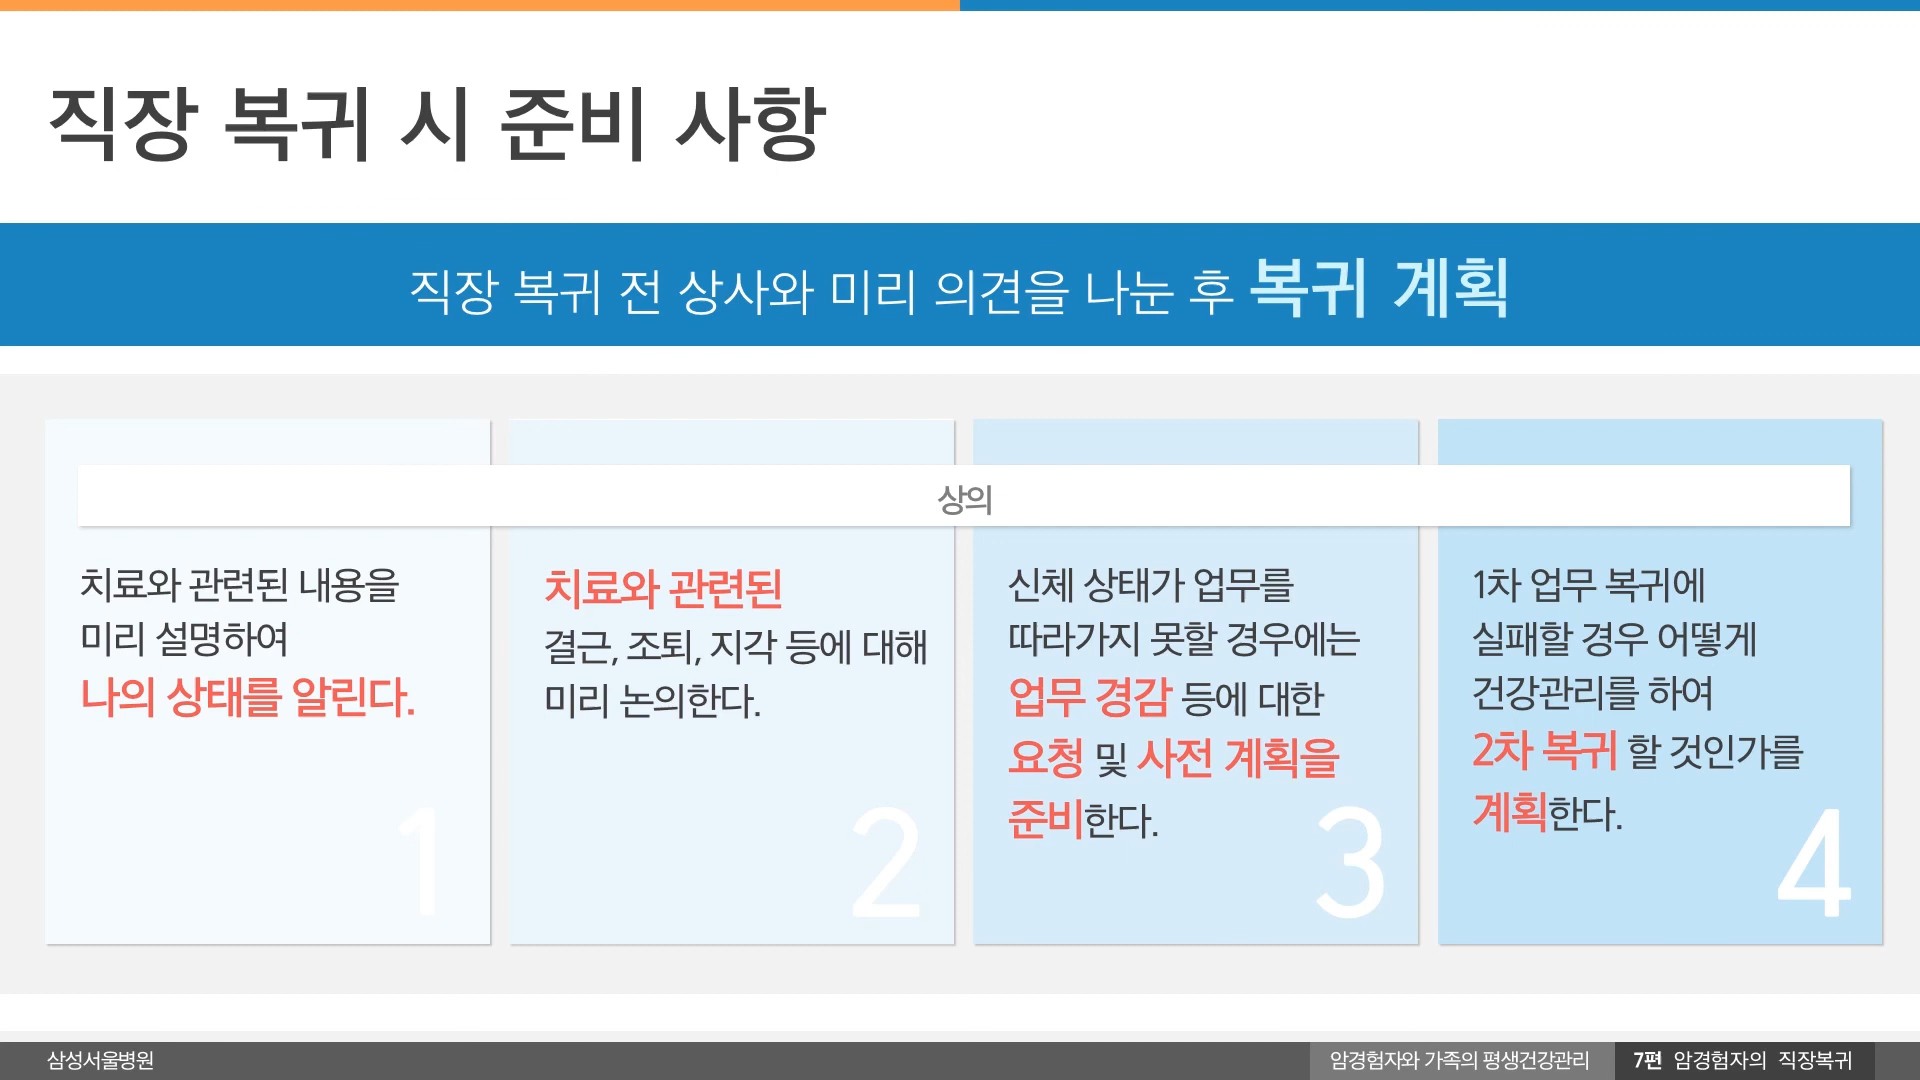 직장 복귀 시 준비 사항
직장 복귀 전 상사와 미리 의견을 나눈 후 복귀 계획
상의
치료와 관련된 내용을
미리 설명하여
나의 상태를 알린다.
1
치료와 관련된
결근, 조퇴, 지각 등에 대해
미리 논의한다.
2
신체 상태가 업무를
따라가지 못할 경우에는
업무 경감 등에 대한
요청 및 사전 계획을
준비한다.
3
1차 업무 복귀에
실패할 경우 어떻게
건강관리를 하여
2차 복귀 할 것인가를
계획한다.
4
삼성서울병원
암경험자와 가족의 평생건강관리
7편 암경험자의 직장복귀